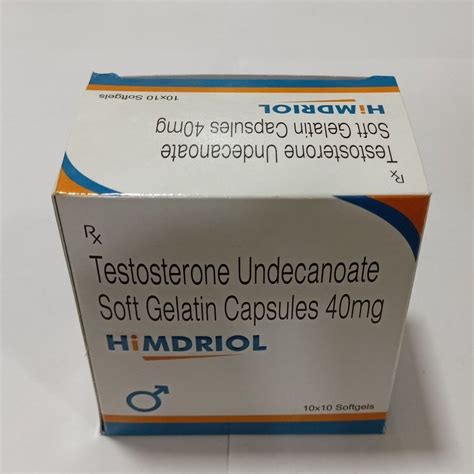 Rx
Testosterone Undecanoate
Soft Gelatin Capsules 40mg
HiMDRIOL
10x10 Softgels
Rx
Testosterone Undecanoate
Soft Gelatin Capsules 40mg
HiMDRIOL
10x10 Softgels